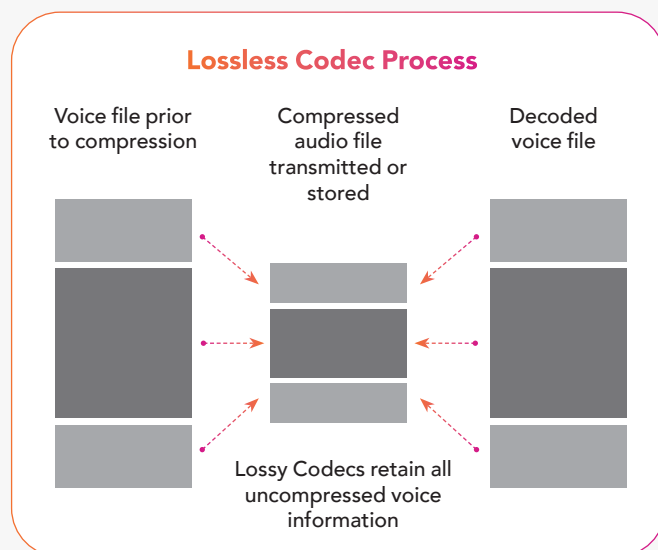 Lossless Codec Process
Voice file prior
to compression
Compressed
audio file
transmitted or
stored
Decoded
voice file
Lossy Codecs retain all
uncompressed voice
information